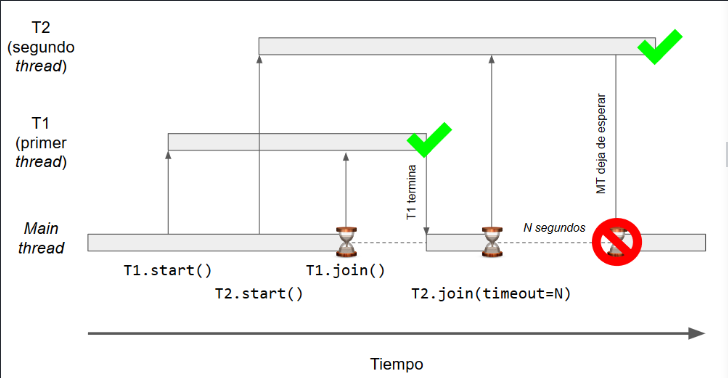 T2
(segundo
thread)
T1
(primer
thread)
T1 termina
MT deja de esperar
Main
thread
N segundos
T1.start()
T1.join()
T2.start()
T2.join(timeout=N)
Tiempo